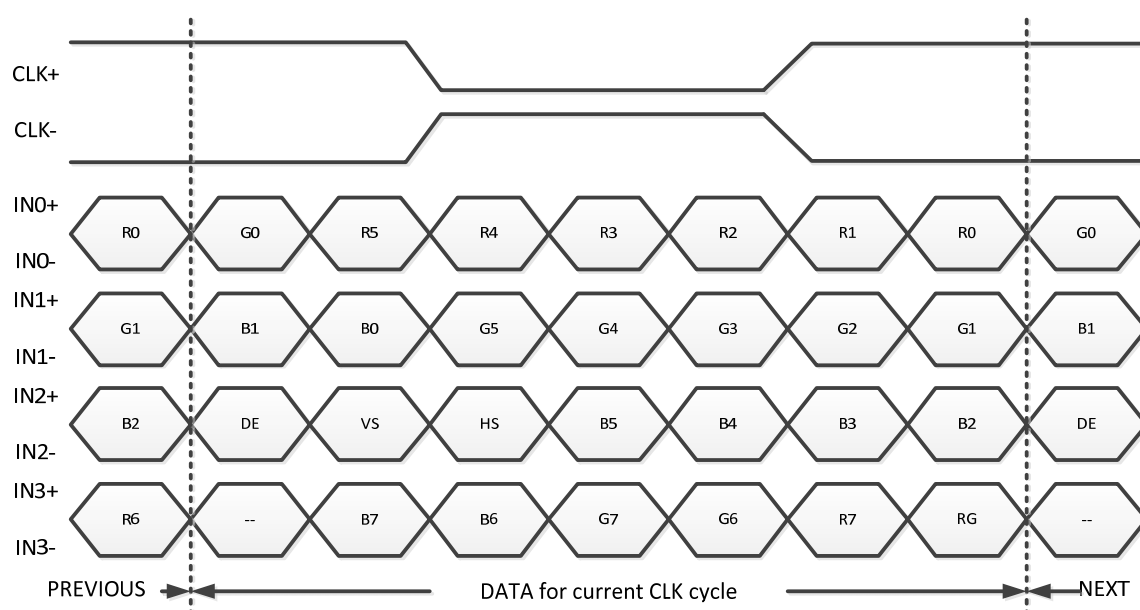 CLK+
CLK-
IN0+
R0 G0 R5 R4 R3 R2 R1 R0 G0
IN0-
IN1+
G1 B1 B0 G5 G4 G3 G2 G1 B1
IN1-
IN2+
B2 DE VS HS B5 B4 B3 B2 DE
IN2-
IN3+
R6 -- B7 B6 G7 G6 R7 RG --
IN3-
PREVIOUS DATA for current CLK cycle NEXT